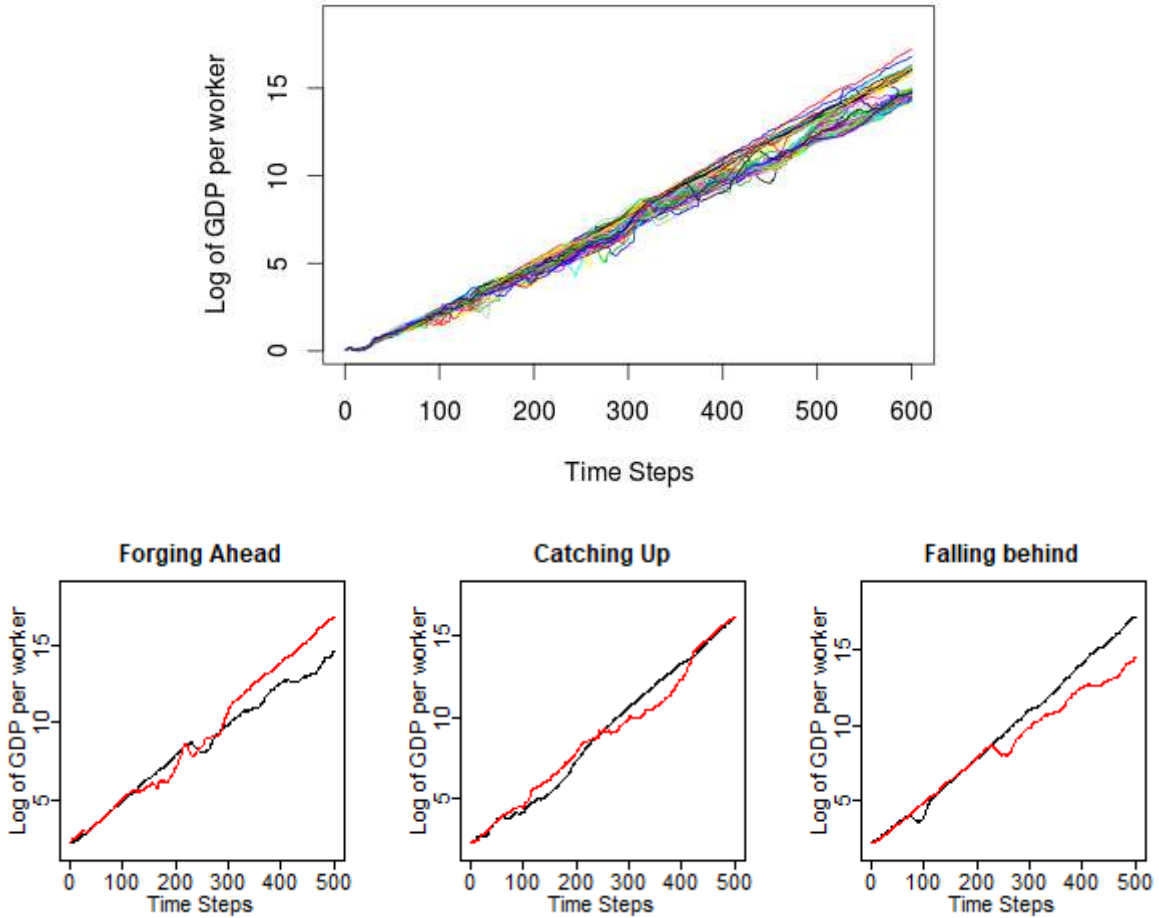 Log of GDP per worker
15
10
5
0
0 100 200 300 400 500 600
Time Steps
Forging Ahead
Log of GDP per worker
15
10
5
0 100 200 300 400 500
Time Steps
Catching Up
Log of GDP per worker
15
10
5
0 100 200 300 400 500
Time Steps
Falling behind
Log of GDP per worker
15
10
5
0 100 200 300 400 500
Time Steps